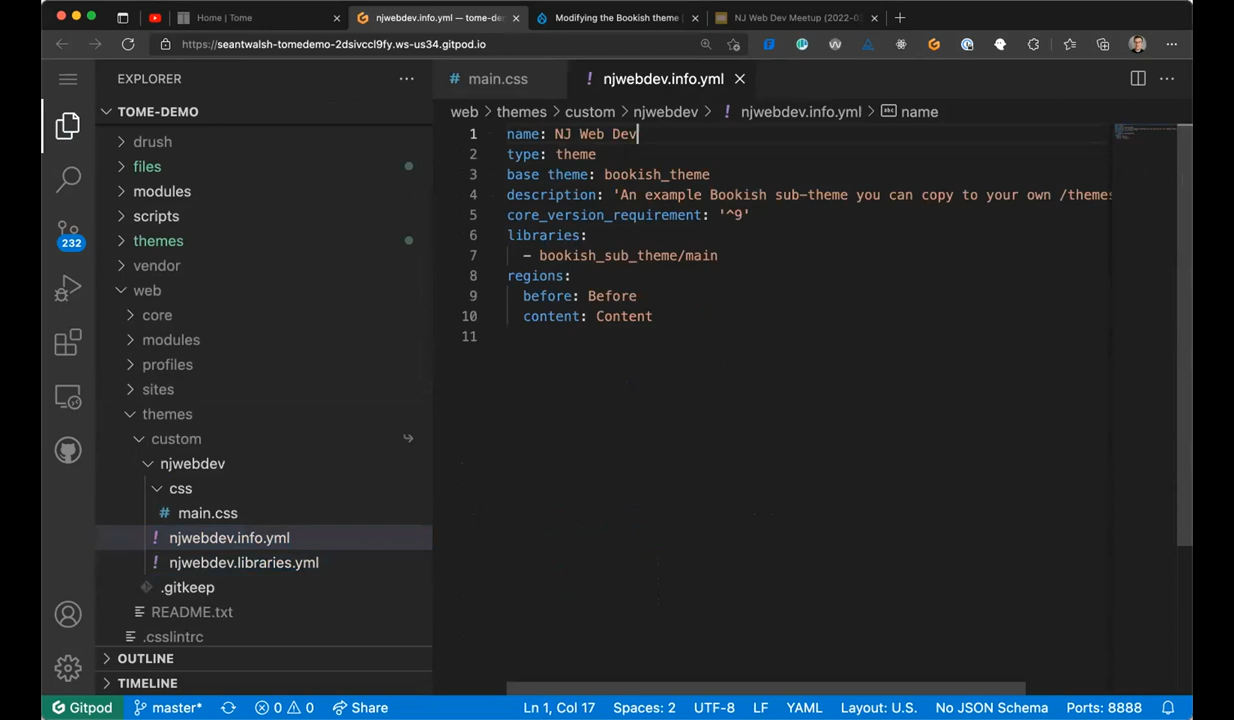 Home | Tome
njwebdev.info.yml — tome-de
Modifying the Bookish theme |
NJ Web Dev Meetup (2022-0
https://seantwalsh-tomedemo-2dsivccl9fy.ws-us34.gitpod.io
EXPLORER
main.css
njwebdev.info.yml
TOME-DEMO
web > themes > custom > njwebdev > ! njwebdev.info.yml > abc name
drush
files
modules
scripts
232
themes
vendor
web
core
modules
profiles
sites
themes
custom
njwebdev
css
# main.css
! njwebdev.info.yml
! njwebdev.libraries.yml
.gitkeep
README.txt
.csslintrc
OUTLINE
TIMELINE
1 name: NJ Web Dev
2 type: theme
3 base theme: bookish_theme
4 description: 'An example Bookish sub-theme you can copy to your own /themes
5 core_version_requirement: '^9'
6 libraries:
7 - bookish_sub_theme/main
8 regions:
9 before: Before
10 content: Content
11
Gitpod master* 0 0 Share Ln 1, Col 17 Spaces: 2 UTF-8 LF YAML Layout: U.S. No JSON Schema Ports: 8888